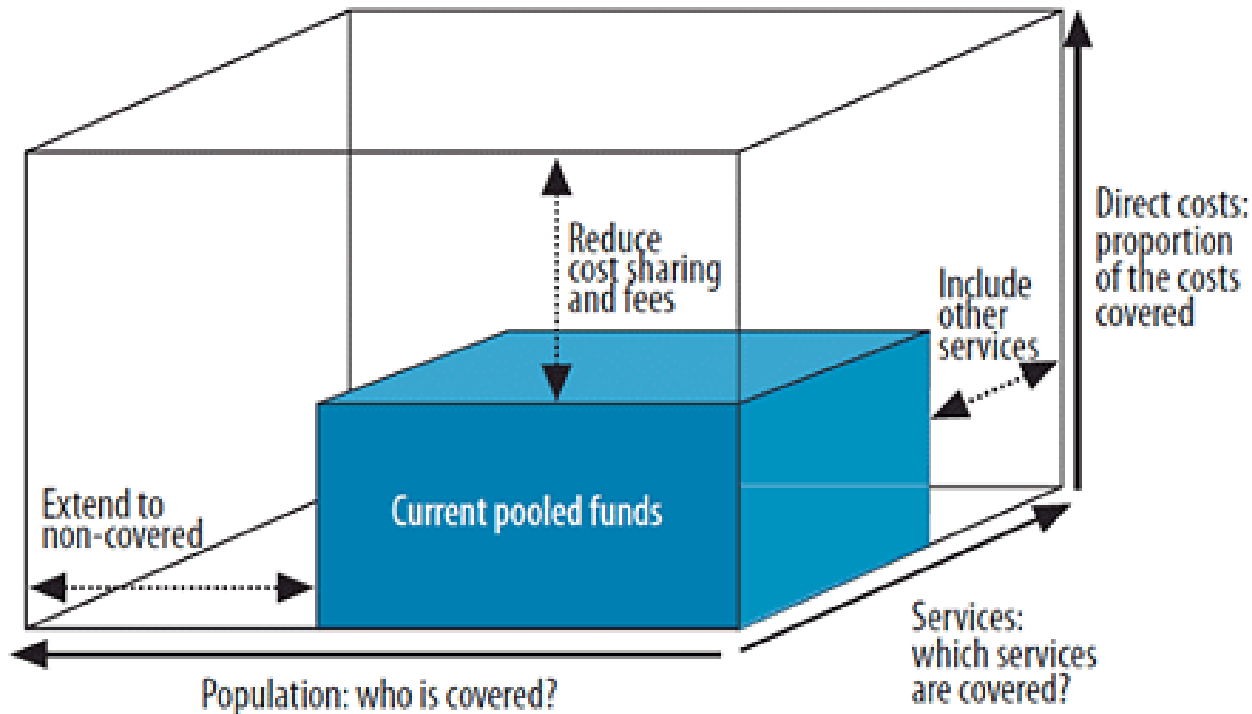 Reduce
cost sharing
and fees
Direct costs:
proportion
of the costs
covered
Include
other
services
Extend to
non-covered
Current pooled funds
Services:
which services
are covered?
Population: who is covered?